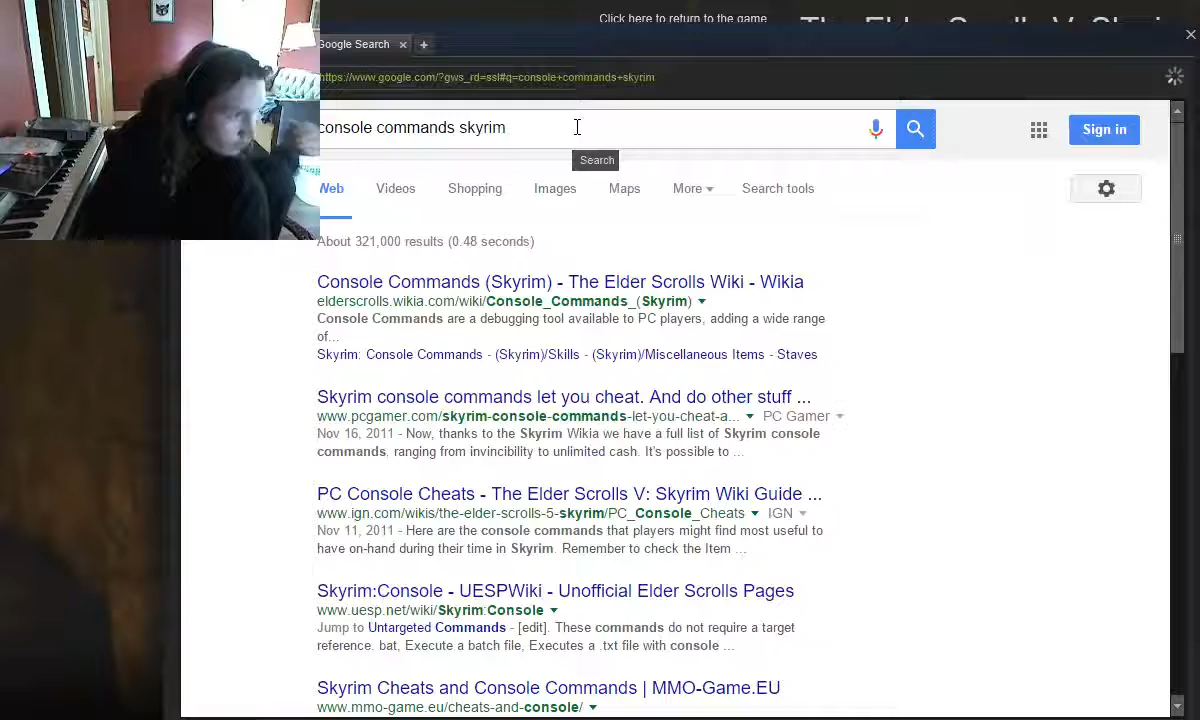 Click here to return to the game
The Elder Scrolls V: Skyri
Google Search
https://www.google.com/?gws_rd=ssl#q=console+commands+skyrim
console commands skyrim
Sign in
Search
Web Videos Shopping Images Maps More Search tools
About 321,000 results (0.48 seconds)
Console Commands (Skyrim) - The Elder Scrolls Wiki - Wikia
elderscrolls.wikia.com/wiki/Console_Commands_(Skyrim)
Console Commands are a debugging tool available to PC players, adding a wide range
of...
Skyrim: Console Commands - (Skyrim)/Skills - (Skyrim)/Miscellaneous Items - Staves
Skyrim console commands let you cheat. And do other stuff ...
www.pcgamer.com/skyrim-console-commands-let-you-cheat-a... PC Gamer
Nov 16, 2011 - Now, thanks to the Skyrim Wikia we have a full list of Skyrim console
commands, ranging from invincibility to unlimited cash. It's possible to ...
PC Console Cheats - The Elder Scrolls V: Skyrim Wiki Guide ...
www.ign.com/wikis/the-elder-scrolls-5-skyrim/PC_Console_Cheats IGN
Nov 11, 2011 - Here are the console commands that players might find most useful to
have on-hand during their time in Skyrim. Remember to check the Item ...
Skyrim:Console - UESPWiki - Unofficial Elder Scrolls Pages
www.uesp.net/wiki/Skyrim:Console
Jump to Untargeted Commands - [edit]. These commands do not require a target
reference. bat, Execute a batch file, Executes a .txt file with console ...
Skyrim Cheats and Console Commands | MMO-Game.EU
www.mmo-game.eu/cheats-and-console/